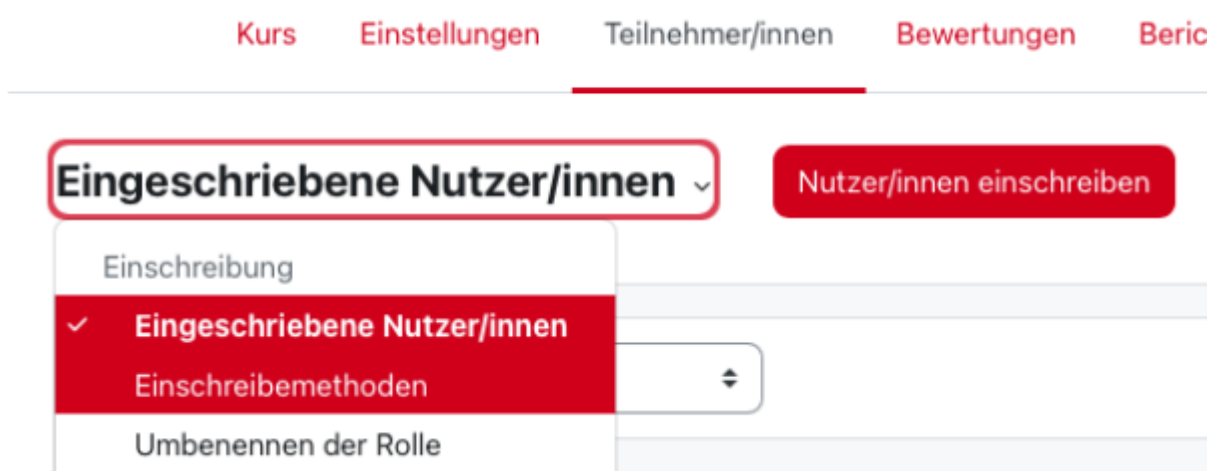 Kurs Einstellungen Teilnehmer/innen Bewertungen
Eingeschriebene Nutzer/innen Nutzer/innen einschreiben
Einschreibung
Eingeschriebene Nutzer/innen
Einschreibemethoden
Umbenennen der Rolle